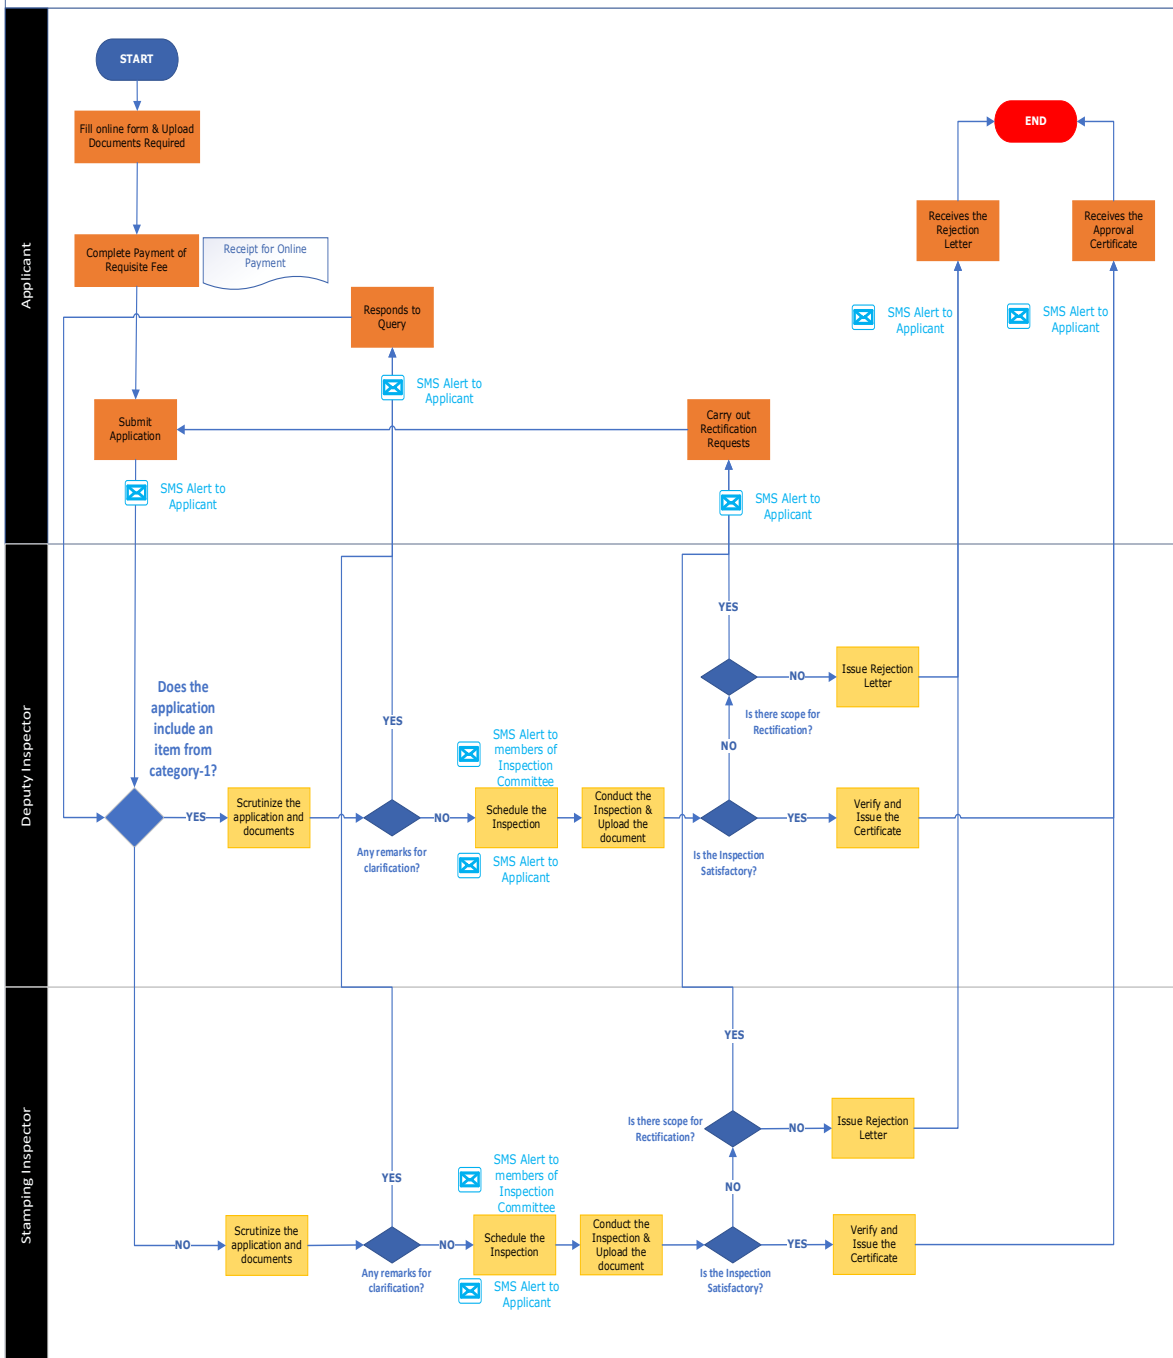 Applicant
START
Fill online form & Upload
Documents Required
Complete Payment of
Requisite Fee
Receipt for Online
Payment
Responds to
Query
SMS Alert to
Applicant
Submit
Application
SMS Alert to
Applicant
Carry out
Rectification
Requests
SMS Alert to
Applicant
END
Receives the
Rejection
Letter
Receives the
Approval
Certificate
SMS Alert to
Applicant
SMS Alert to
Applicant
Deputy Inspector
Does the
application
include an
item from
category-1?
YES
Scrutinize the
application and
documents
YES
Any remarks for
clarification?
NO
SMS Alert to
members of
Inspection
Committee
Schedule the
Inspection
SMS Alert to
Applicant
Conduct the
Inspection &
Upload the
document
Is the Inspection
Satisfactory?
NO
YES
Is there scope for
Rectification?
YES
NO
Issue Rejection
Letter
Verify and
Issue the
Certificate
Stamping Inspector
NO
Scrutinize the
application and
documents
YES
Any remarks for
clarification?
NO
SMS Alert to
members of
Inspection
Committee
Schedule the
Inspection
SMS Alert to
Applicant
Conduct the
Inspection &
Upload the
document
Is the Inspection
Satisfactory?
NO
YES
Is there scope for
Rectification?
YES
NO
Issue Rejection
Letter
Verify and
Issue the
Certificate